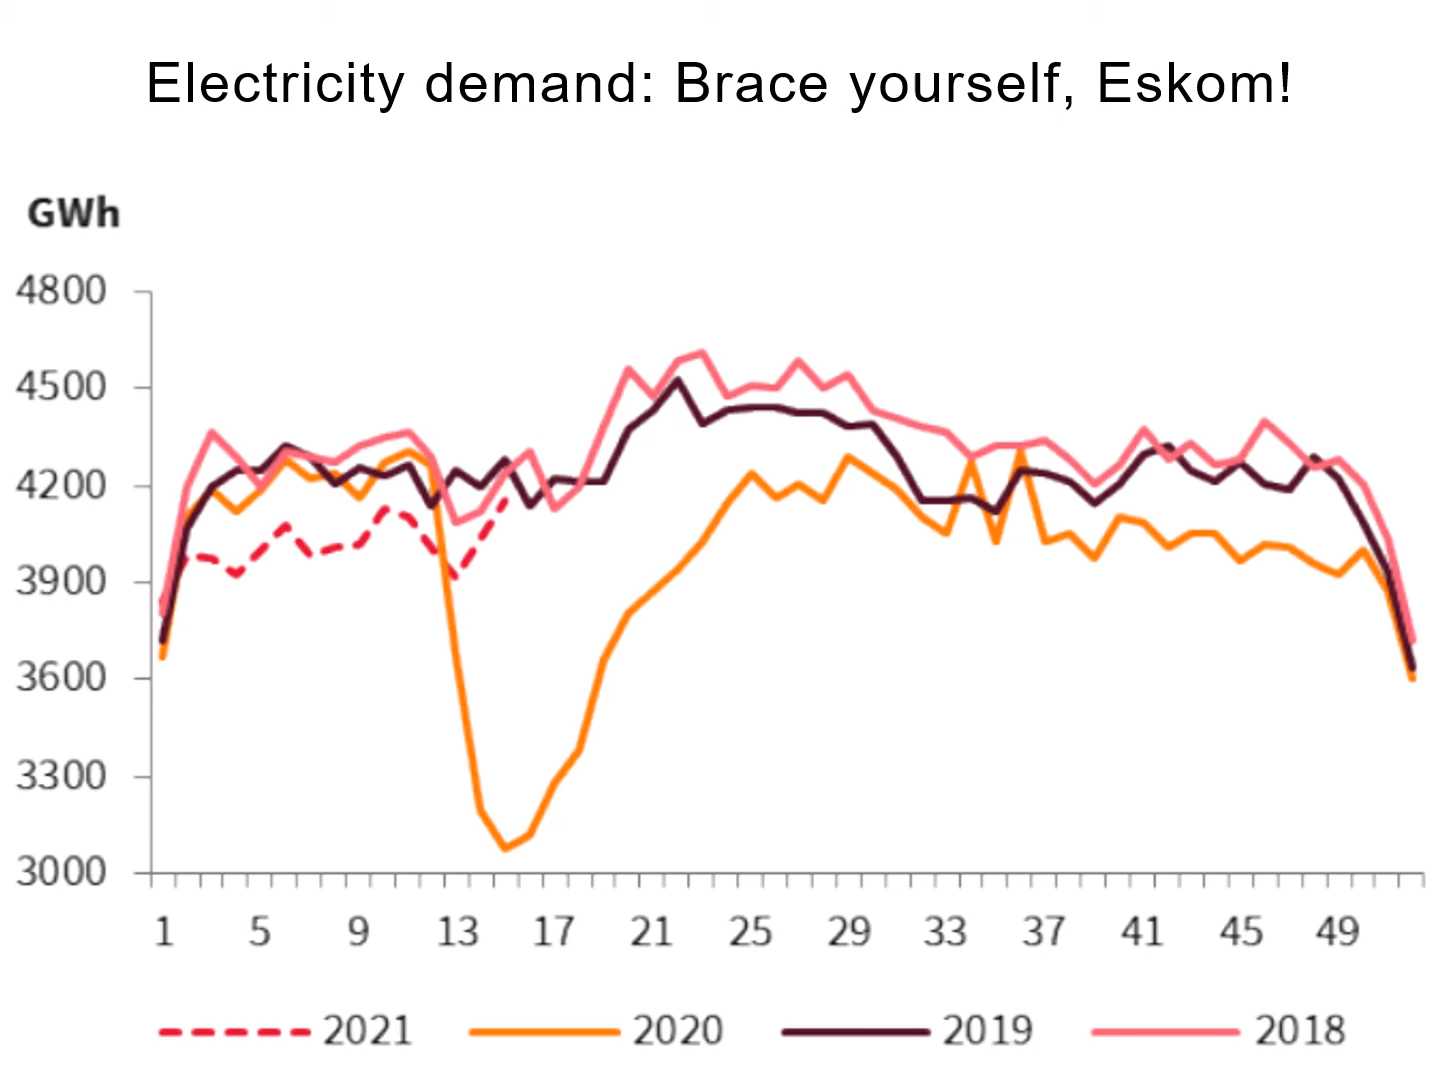 Electricity demand: Brace yourself, Eskom!
GWh
4800
4500
4200
3900
3600
3300
3000
1 5 9 13 17 21 25 29 33 37 41 45 49
2021 2020 2019 2018